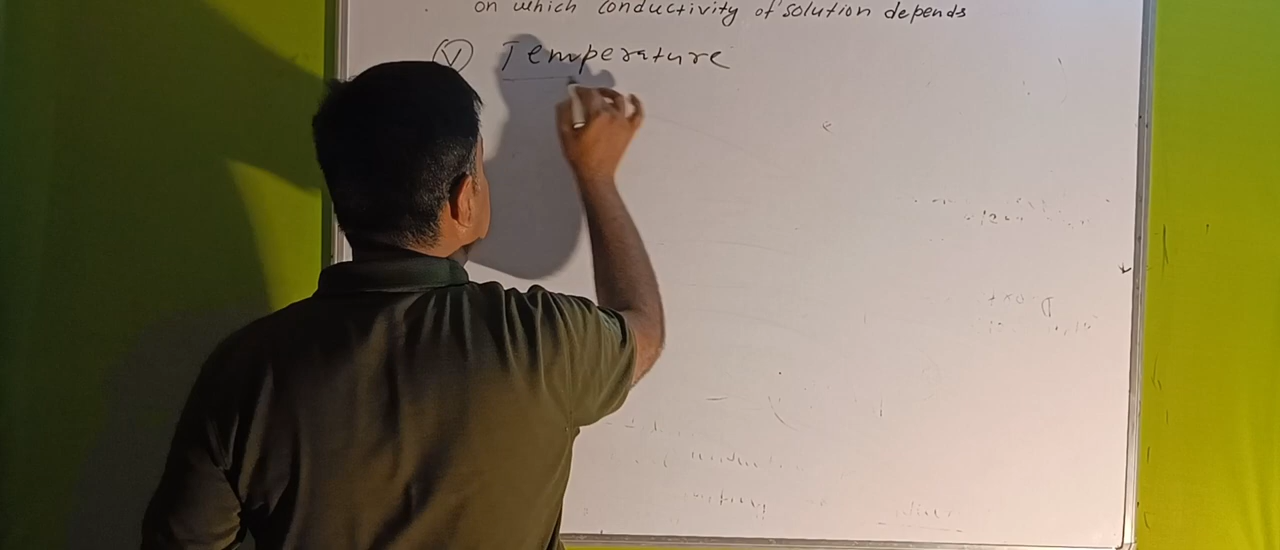 on which conductivity of solution depends
(V) Temperature